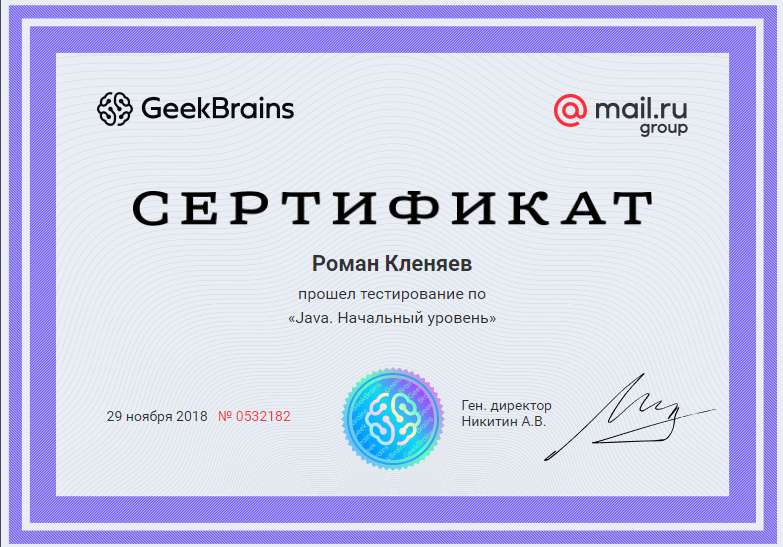 GeekBrains
@mail.ru
group
СЕРТИФИКАТ
Роман Кленяев
прошел тестирование по
«Java. Начальный уровень»
29 ноября 2018 № 0532182
Ген. директор
Никитин А.В.